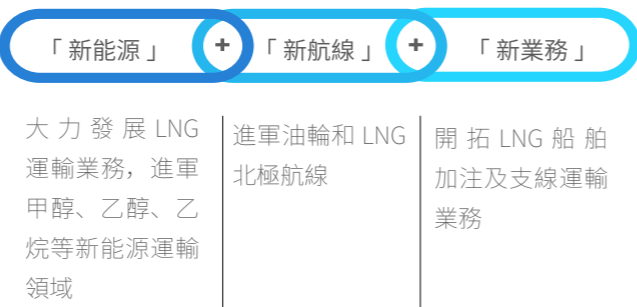 「 新能源 」 + 「 新航線 」 + 「 新業務 」
大力發展 LNG
運輸業務，進軍
甲醇、乙醇、乙
烷等新能源運輸
領域
進軍油輪和 LNG
北極航線
開拓 LNG 船舶
加注及支線運輸
業務